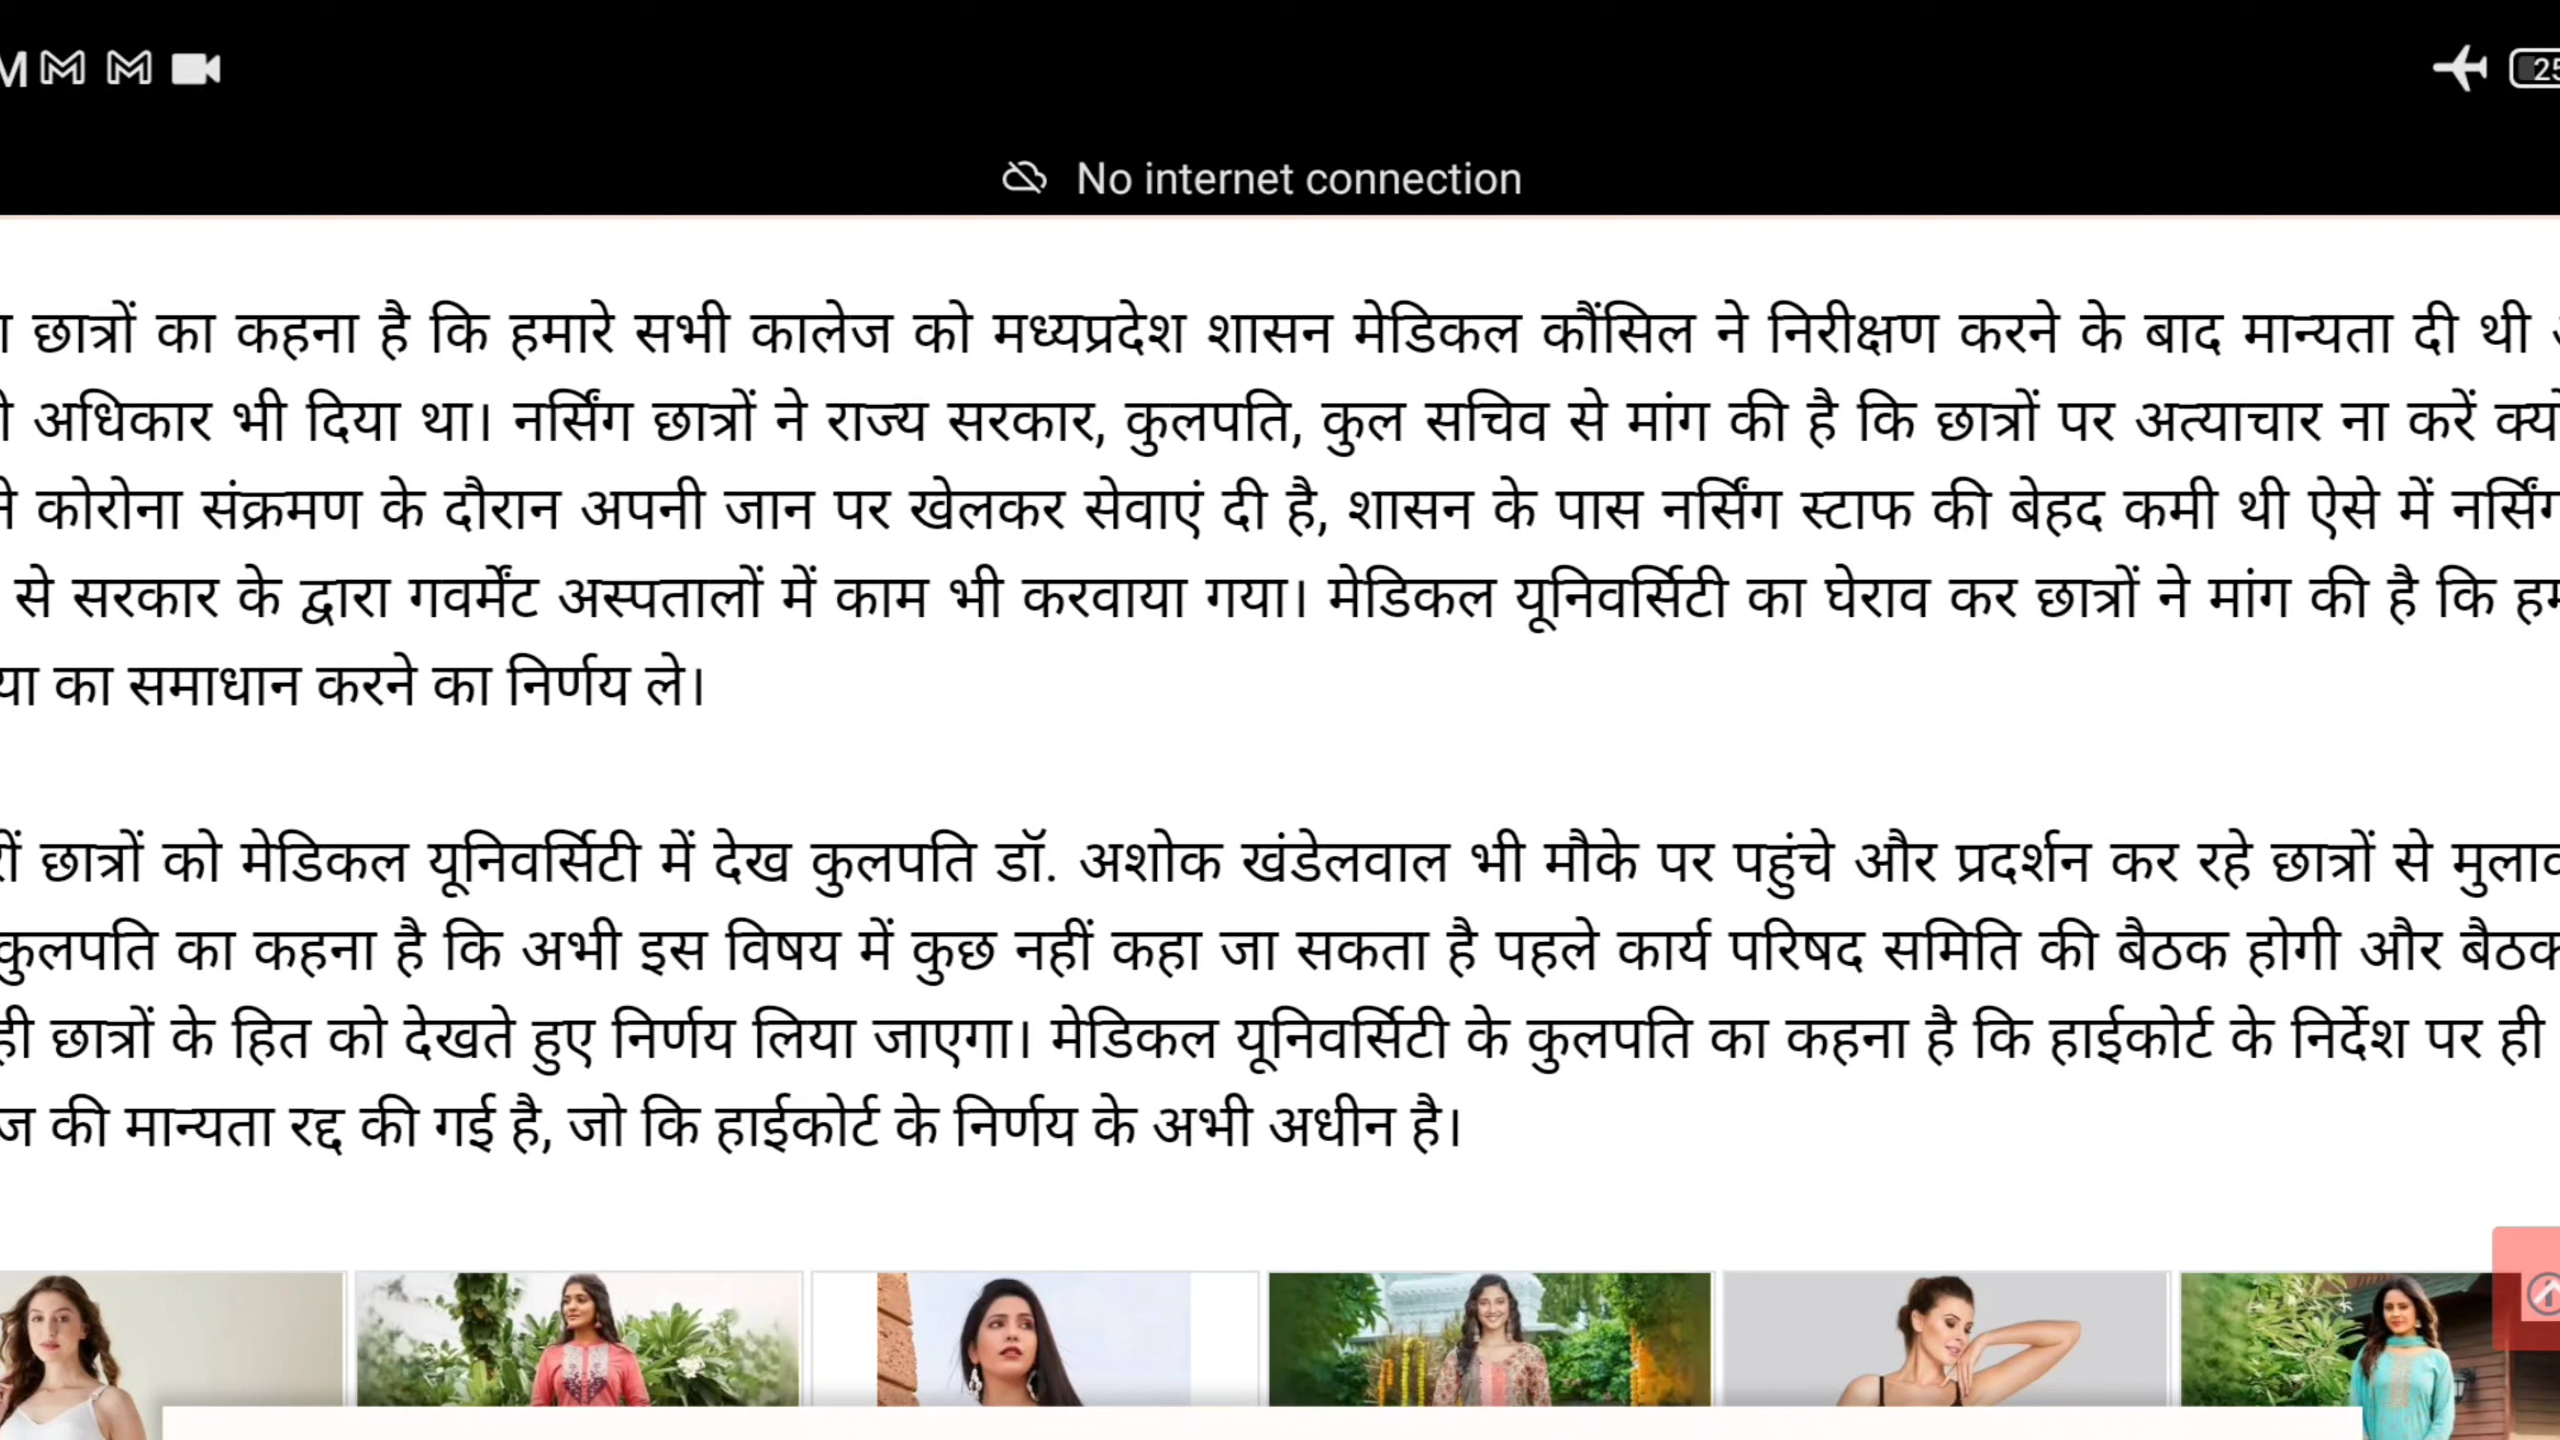 25
No internet connection
छात्रों का कहना है कि हमारे सभी कालेज को मध्यप्रदेश शासन मेडिकल कौंसिल ने निरीक्षण करने के बाद मान्यता दी थी
अधिकार भी दिया था। नर्सिंग छात्रों ने राज्य सरकार, कुलपति, कुल सचिव से मांग की है कि छात्रों पर अत्याचार ना करें
कोरोना संक्रमण के दौरान अपनी जान पर खेलकर सेवाएं दी है, शासन के पास नर्सिंग स्टाफ की बेहद कमी थी ऐसे में नर्सिंग
से सरकार के द्वारा गवर्मेंट अस्पतालों में काम भी करवाया गया। मेडिकल यूनिवर्सिटी का घेराव कर छात्रों ने मांग की है कि
का समाधान करने का निर्णय ले।
छात्रों को मेडिकल यूनिवर्सिटी में देख कुलपति डॉ. अशोक खंडेलवाल भी मौके पर पहुंचे और प्रदर्शन कर रहे छात्रों से
कुलपति का कहना है कि अभी इस विषय में कुछ नहीं कहा जा सकता है पहले कार्य परिषद समिति की बैठक होगी और बैठक
ही छात्रों के हित को देखते हुए निर्णय लिया जाएगा। मेडिकल यूनिवर्सिटी के कुलपति का कहना है कि हाईकोर्ट के निर्देश पर ही
की मान्यता रद्द की गई है, जो कि हाईकोर्ट के निर्णय के अभी अधीन है।